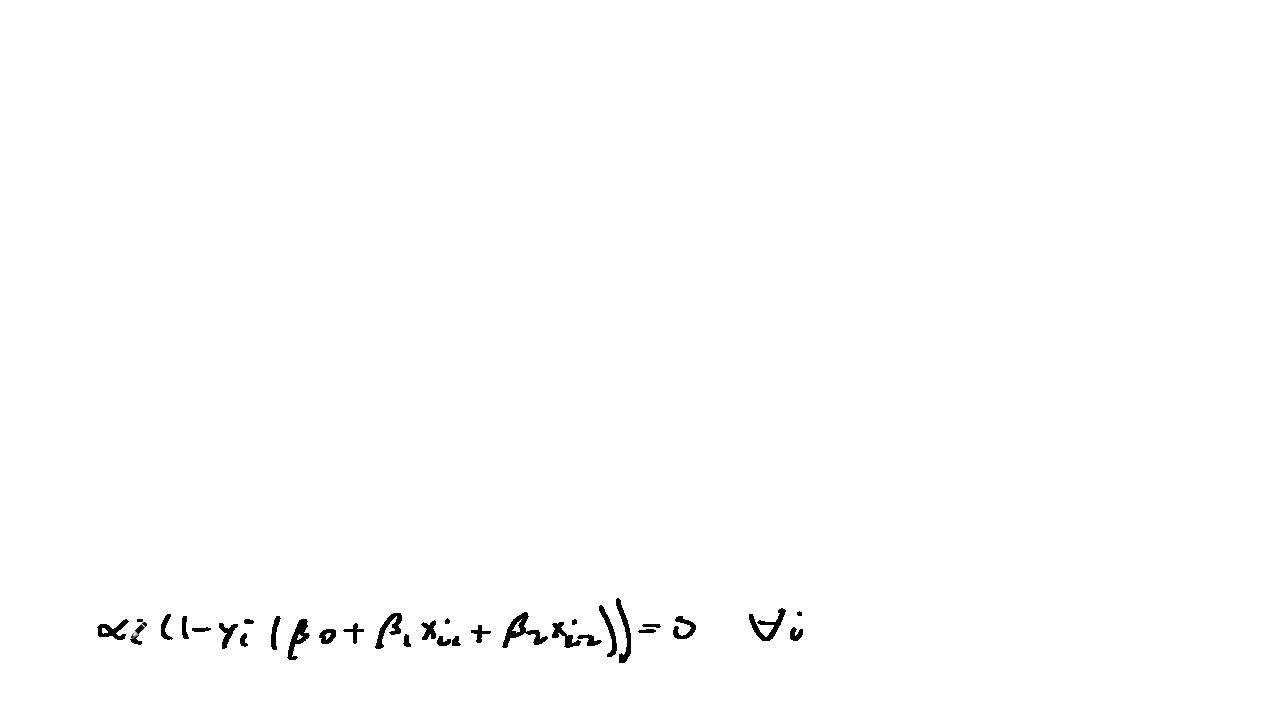 αi (1 - yi (β0 + β1 xi1 + β2 xi2)) = 0 ∀i